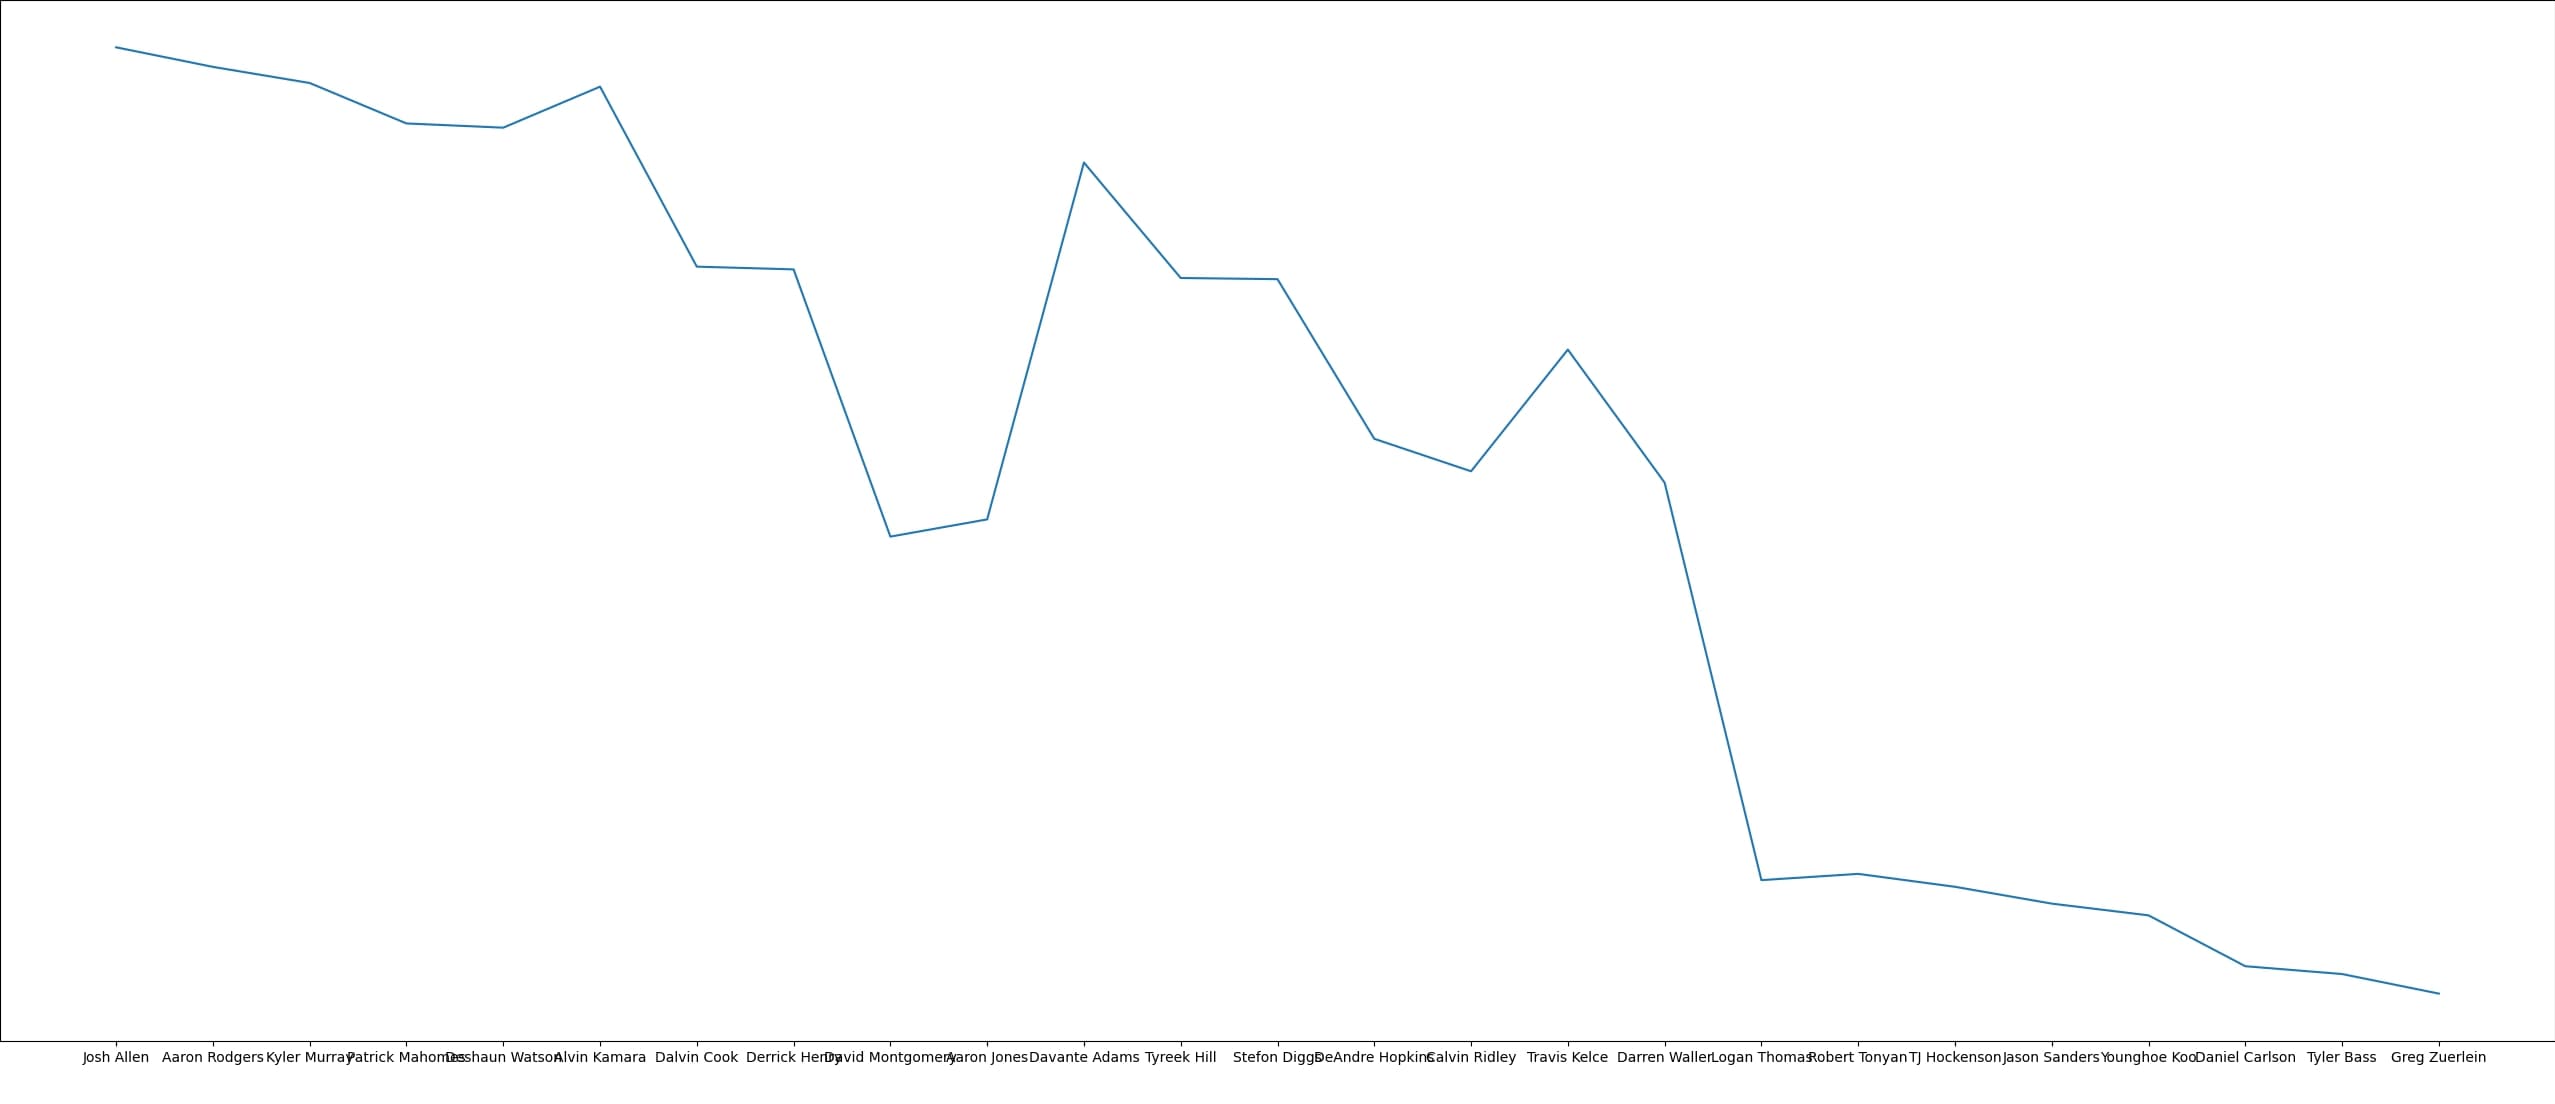 Josh Allen Aaron Rodgers Kyler Murray Patrick Mahomes Deshaun Watson Alvin Kamara Dalvin Cook Derrick Henry David Montgomery Aaron Jones Davante Adams Tyreek Hill Stefon Diggs DeAndre Hopkins Calvin Ridley Travis Kelce Darren Waller Logan Thomas Robert Tonyan TJ Hockenson Jason Sanders Younghoe Koo Daniel Carlson Tyler Bass Greg Zuerlein